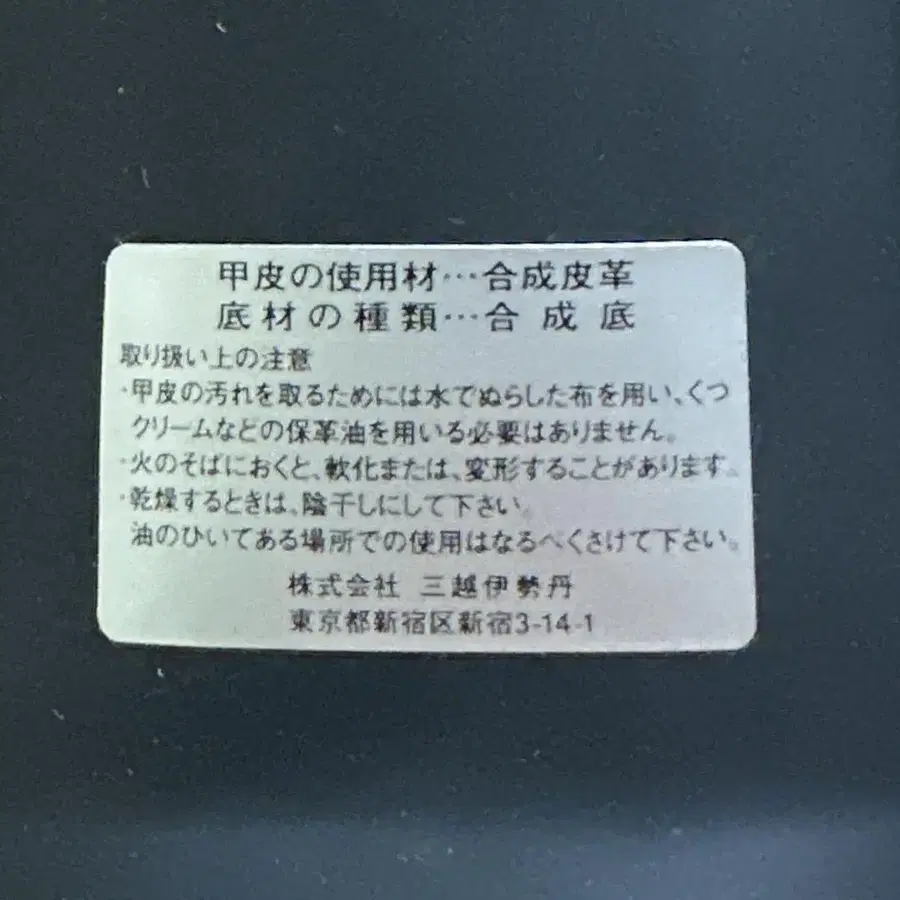 甲皮の使用材…合成皮革
底材の種類…合成底
取り扱い上の注意
・甲皮の汚れを取るためには水でぬらした布を用い、くつ
クリームなどの保革油を用いる必要はありません。
・火のそばにおくと、軟化または、変形することがあります。
・乾燥するときは、陰干しにして下さい。
油のひいてある場所での使用はなるべくさけて下さい。
株式会社 三越伊勢丹
東京都新宿区新宿3-14-1